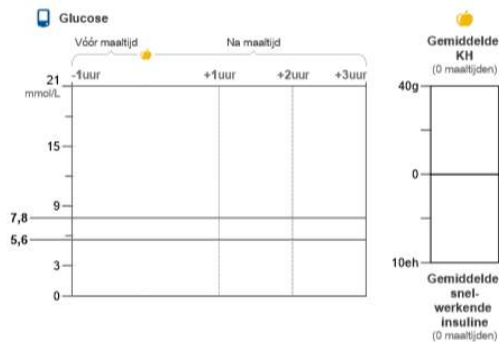 Glucose
Vóór maaltijd
Na maaltijd
-1uur
+1uur
+2uur
+3uur
21
mmol/L
15
9
7,8
5,6
3
0
Gemiddelde
KH
(0 maaltijden)
40g
0
10eh
Gemiddelde
snel-
werkende
insuline
(0 maaltijden)